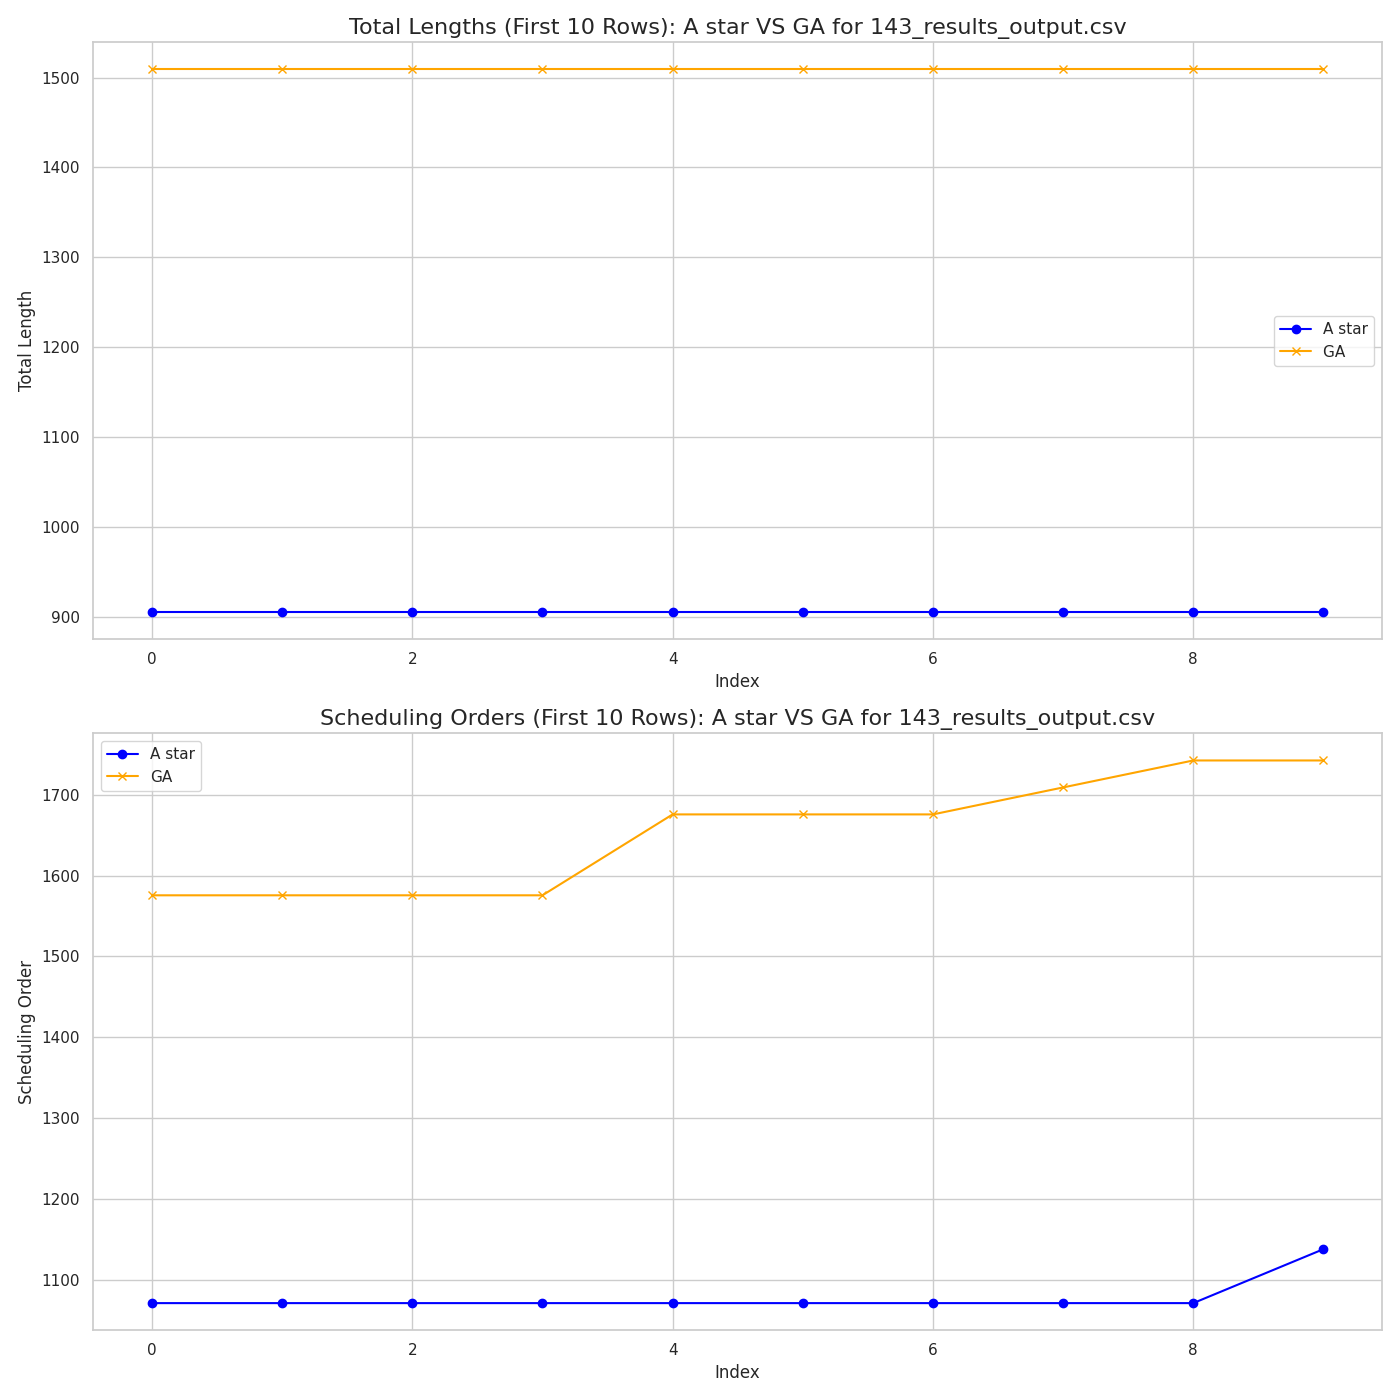 Total Lengths (First 10 Rows): A star VS GA for 143_results_output.csv
1500
1400
1300
1200
1100
1000
900
Total Length
A star
GA
0 2 4 6 8
Index
Scheduling Orders (First 10 Rows): A star VS GA for 143_results_output.csv
A star
GA
1700
1600
1500
1400
1300
1200
1100
Scheduling Order
0 2 4 6 8
Index